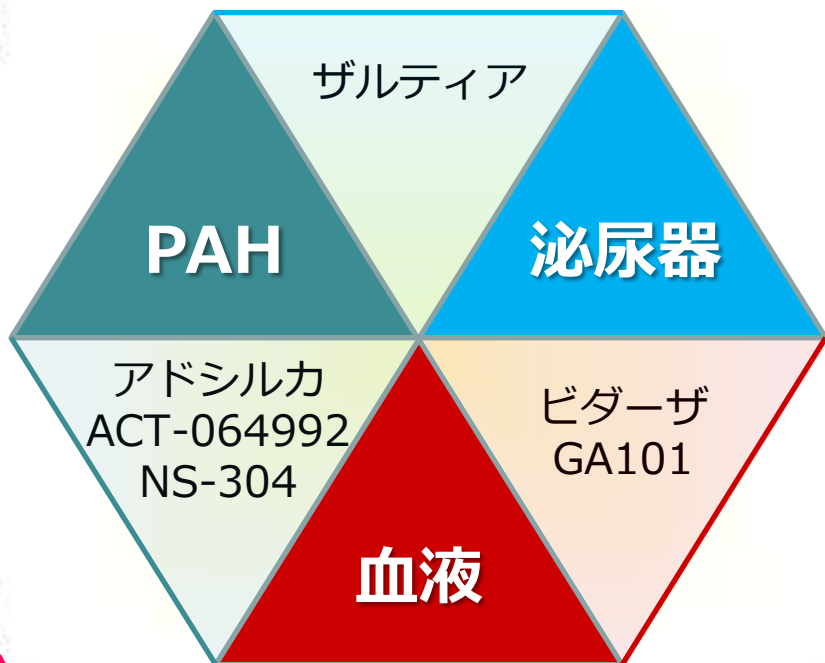 ザルティア
PAH
泌尿器
アドシルカ
ACT-064992
NS-304
ビダーザ
GA101
血液